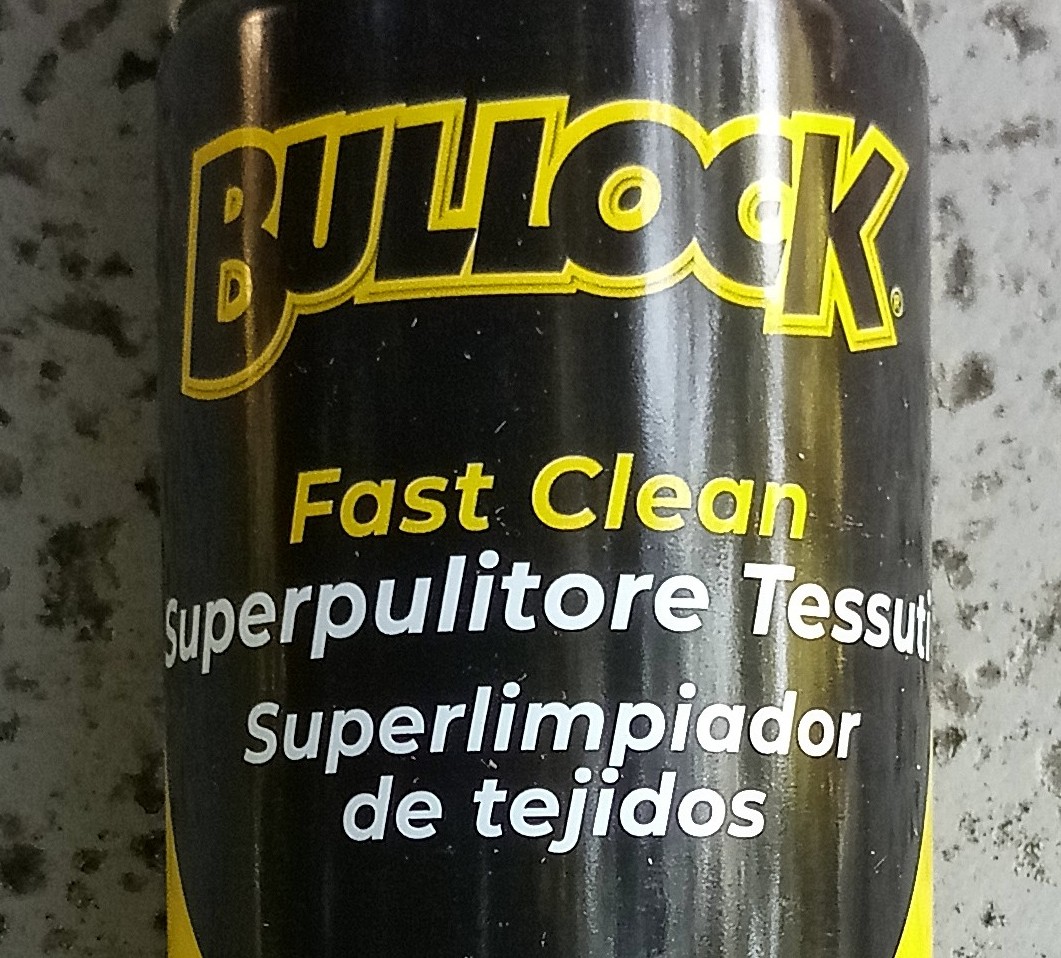 BULLOCK®
Fast Clean
Superpulitore Tessuti
Superlimpiador
de tejidos